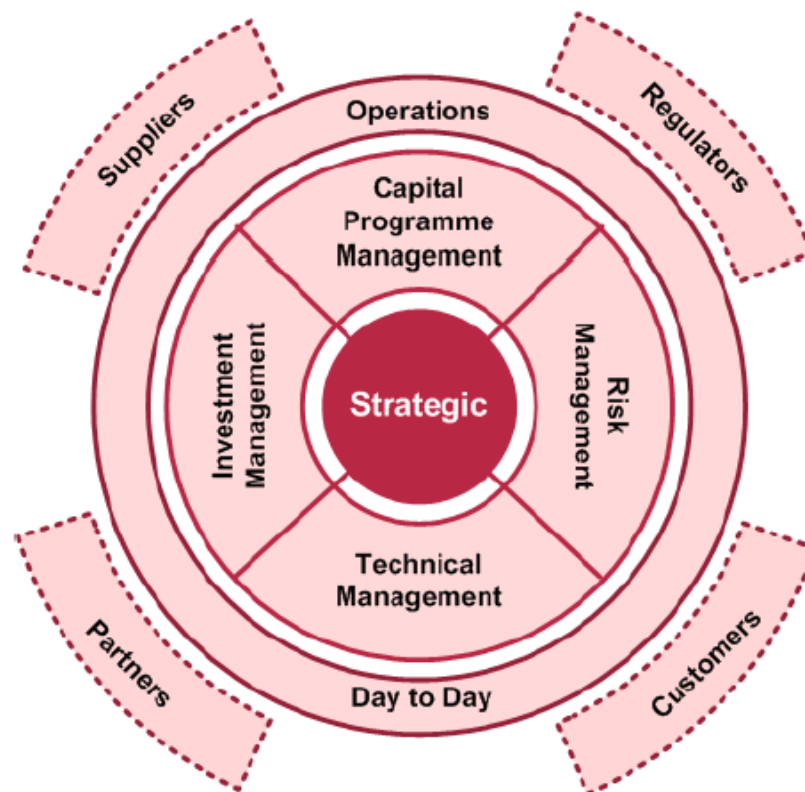 Suppliers
Operations
Regulators
Capital
Programme
Management
Investment
Management
Strategic
Risk
Management
Technical
Management
Partners
Day to Day
Customers